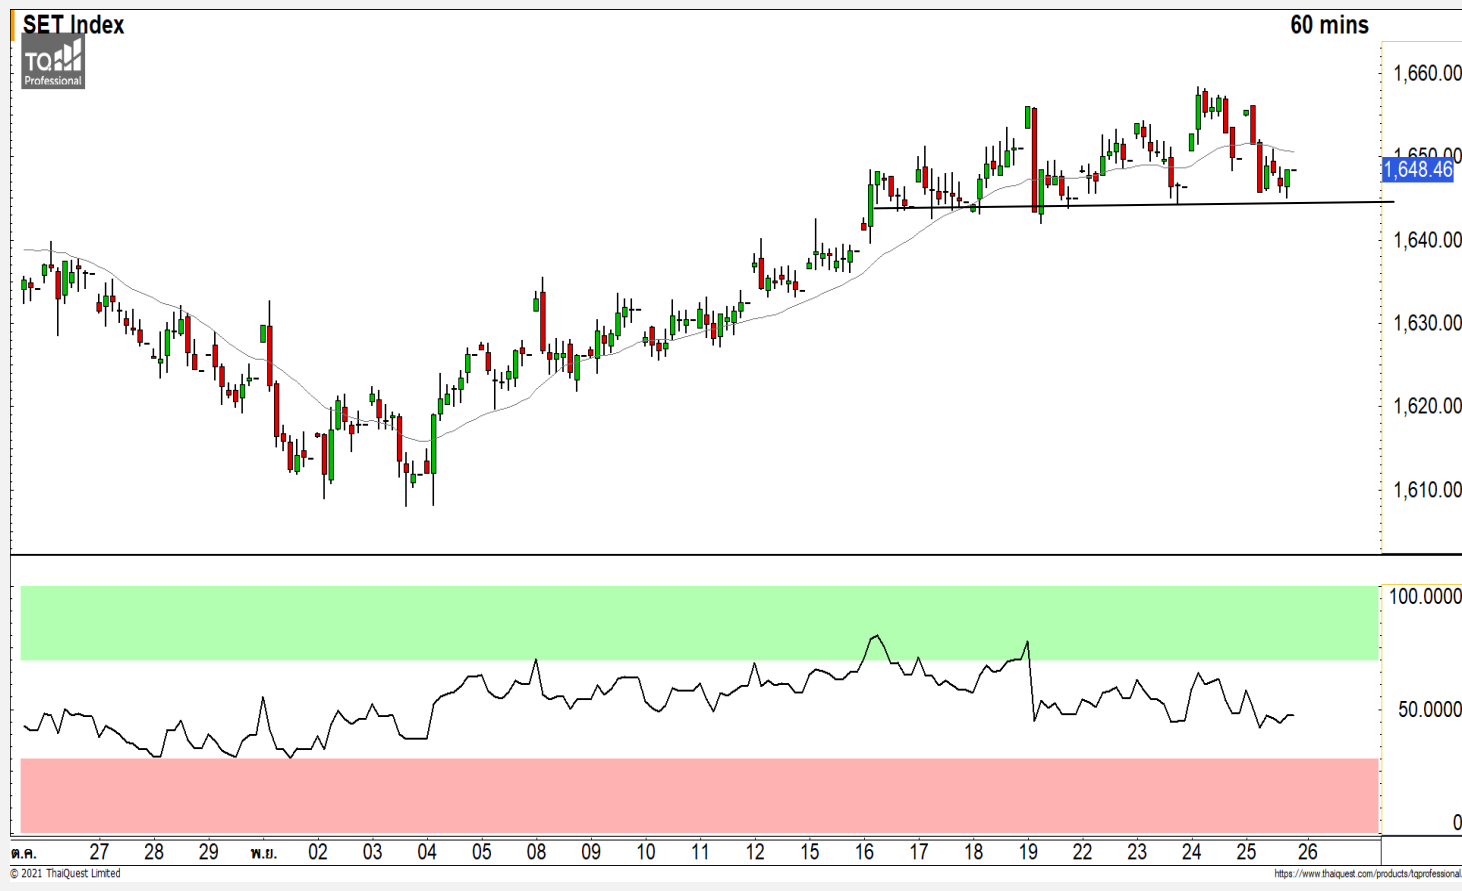 SET Index
60 mins
TQ
Professional
1,660.00
1,650.00
1,648.46
1,640.00
1,630.00
1,620.00
1,610.00
100.0000
50.0000
0
ต.ค. 27 28 29 พ.ย. 02 03 04 05 08 09 10 11 12 15 16 17 18 19 22 23 24 25 26
© 2021 ThaiQuest Limited
https://www.thaiquest.com/products/tqprofessional.